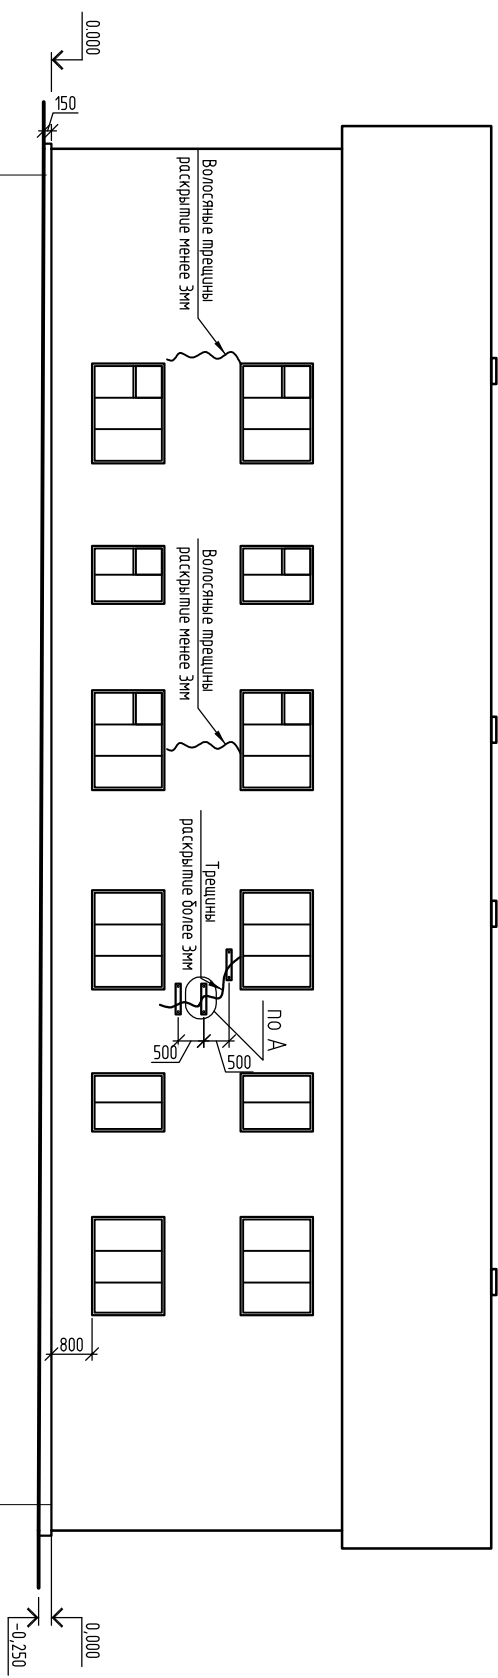 0.000
150
Волосяные трещины
раскрытие менее 3мм
Волосяные трещины
раскрытие менее 3мм
Трещины
раскрытие более 3мм
по А
500
500
800
0,000
-0,250